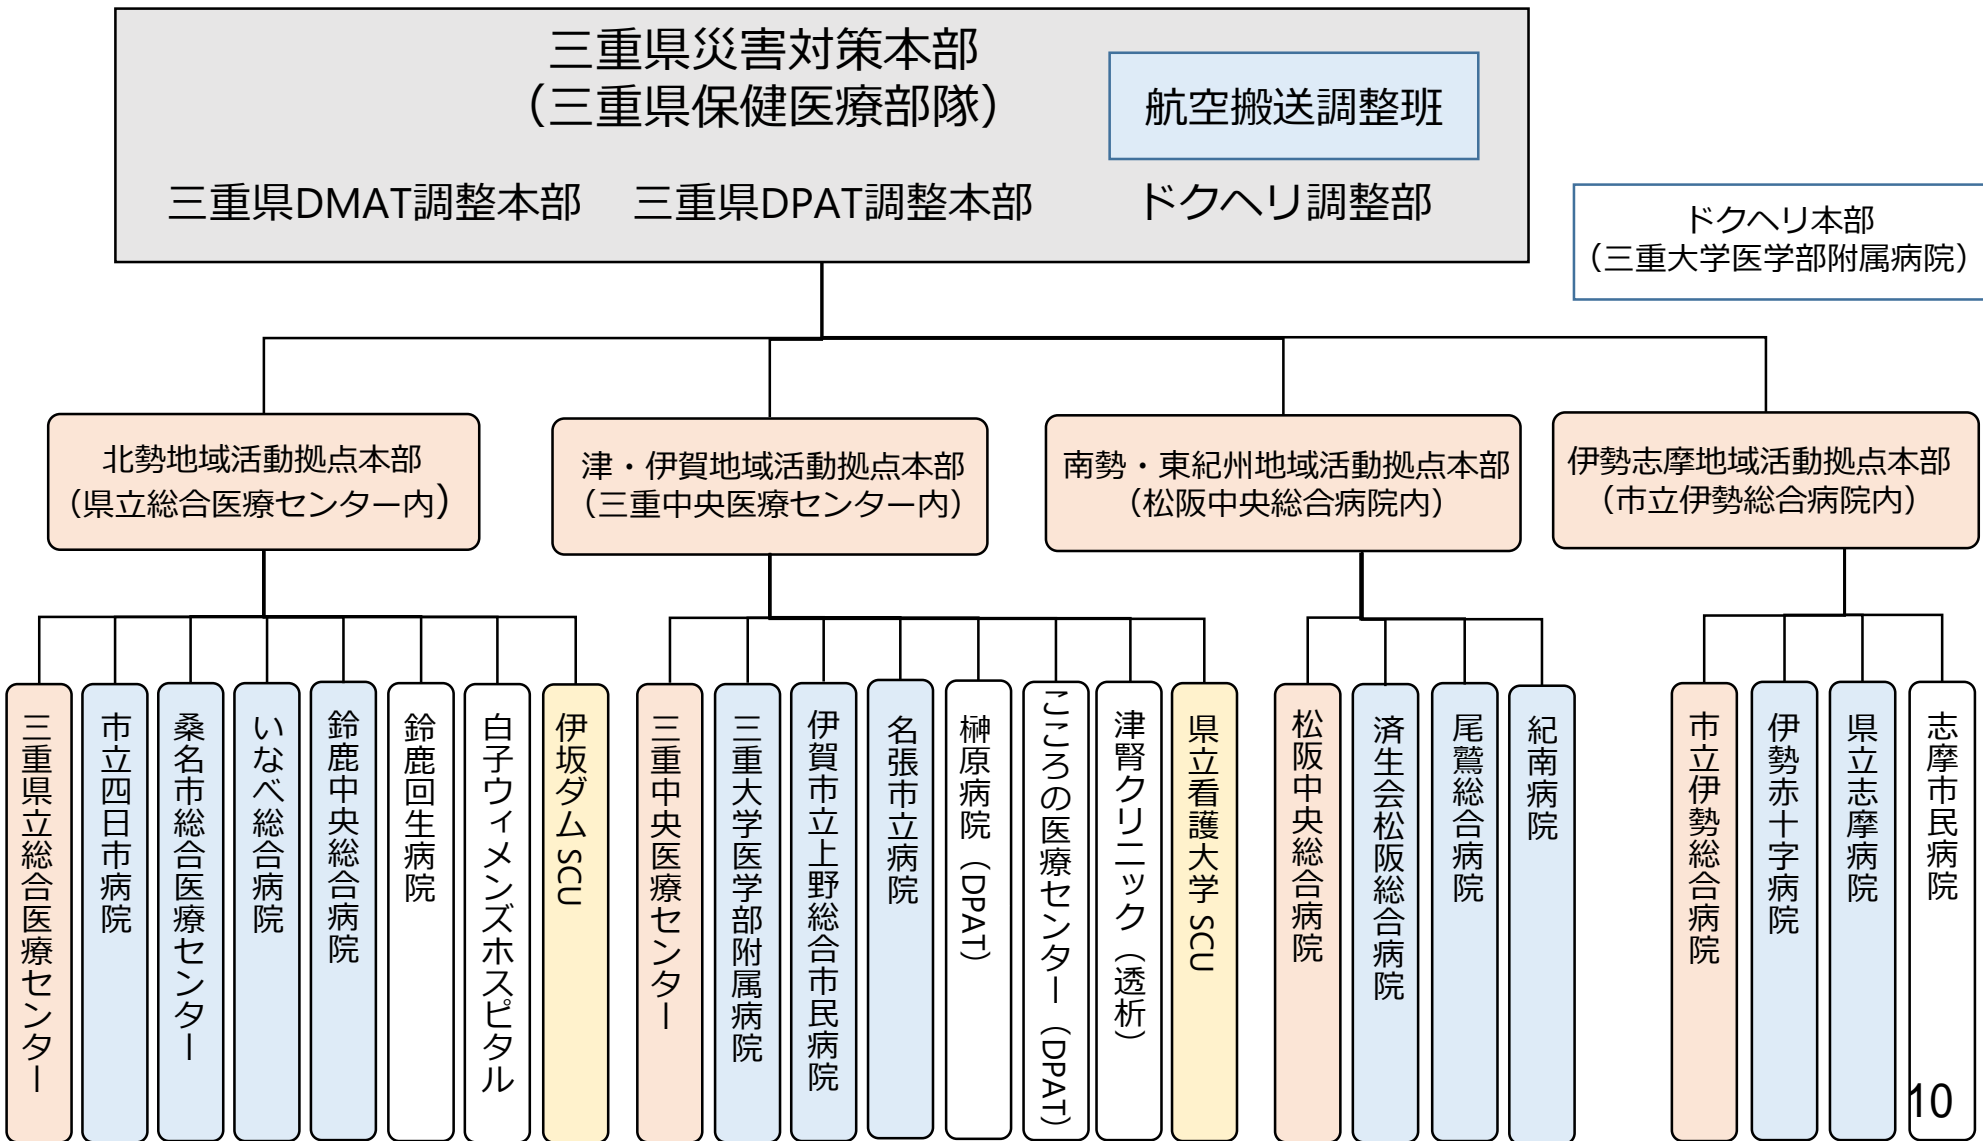 三重県災害対策本部
（三重県保健医療部隊）
航空搬送調整班
三重県DMAT調整本部
三重県DPAT調整本部
ドクヘリ調整部
ドクヘリ本部
（三重大学医学部附属病院）
北勢地域活動拠点本部
（県立総合医療センター内）
津・伊賀地域活動拠点本部
（三重中央医療センター内）
南勢・東紀州地域活動拠点本部
（松阪中央総合病院内）
伊勢志摩地域活動拠点本部
（市立伊勢総合病院内）
三重県立総合医療センター
市立四日市病院
桑名市総合医療センター
いなべ総合病院
鈴鹿中央総合病院
鈴鹿回生病院
白子ウィメンズホスピタル
伊坂ダム SCU
三重中央医療センター
三重大学医学部附属病院
伊賀市立上野総合市民病院
名張市立病院
榊原病院（DPAT）
こころの医療センター（DPAT）
津腎クリニック（透析）
県立看護大学 SCU
松阪中央総合病院
済生会松阪総合病院
尾鷲総合病院
紀南病院
市立伊勢総合病院
伊勢赤十字病院
県立志摩病院
志摩市民病院
10